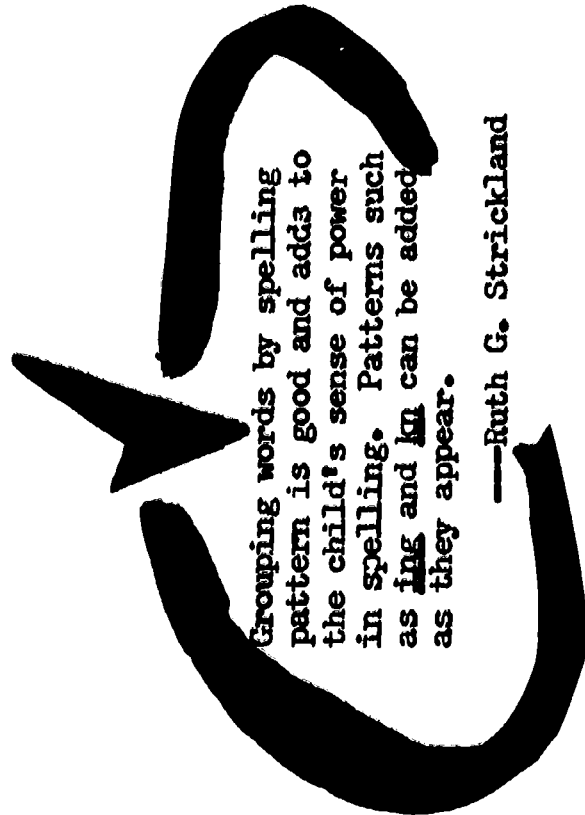 Grouping words by spelling
pattern is good and adds to
the child's sense of power
in spelling. Patterns such
as ing and kn can be added
as they appear.
—Ruth G. Strickland